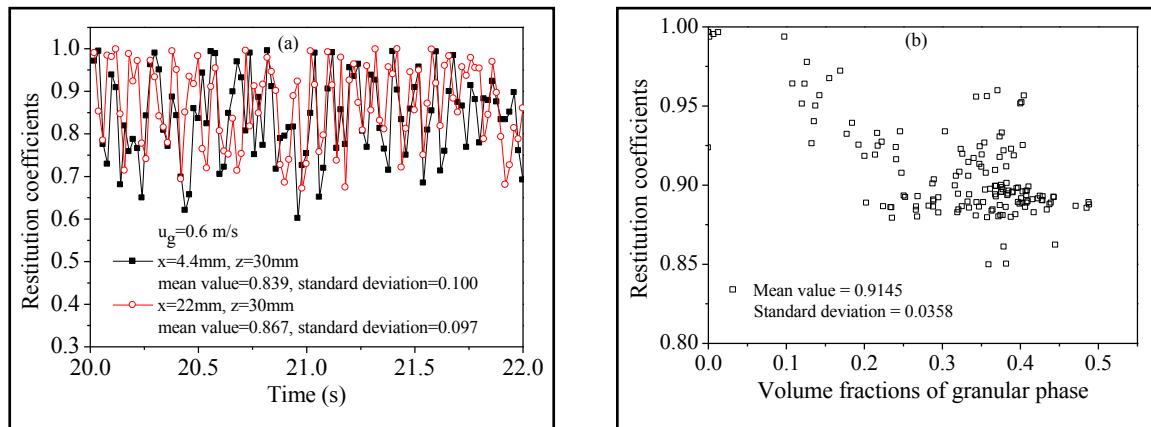 (a)
1.0
0.9
0.8
0.7
0.6
0.5
0.4
0.3
Restitution coefficients
u_g=0.6 m/s
x=4.4mm, z=30mm
mean value=0.839, standard deviation=0.100
x=22mm, z=30mm
mean value=0.867, standard deviation=0.097
20.0 20.5 21.0 21.5 22.0
Time (s)
(b)
1.00
0.95
0.90
0.85
0.80
Restitution coefficients
Mean value = 0.9145
Standard deviation = 0.0358
0.0 0.1 0.2 0.3 0.4 0.5
Volume fractions of granular phase